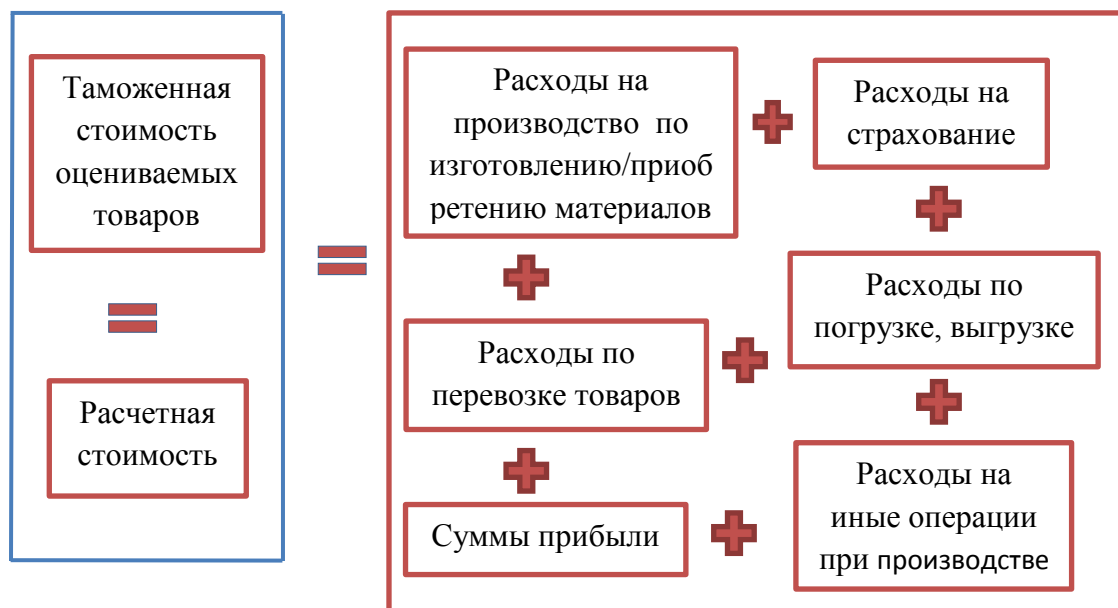 Таможенная
стоимость
оцениваемых
товаров
Расчетная
стоимость
Расходы на
производство по
изготовлению/приоб
ретению материалов
Расходы на
страхование
Расходы по
перевозке товаров
Расходы по
погрузке, выгрузке
Суммы прибыли
Расходы на
иные операции
при производстве